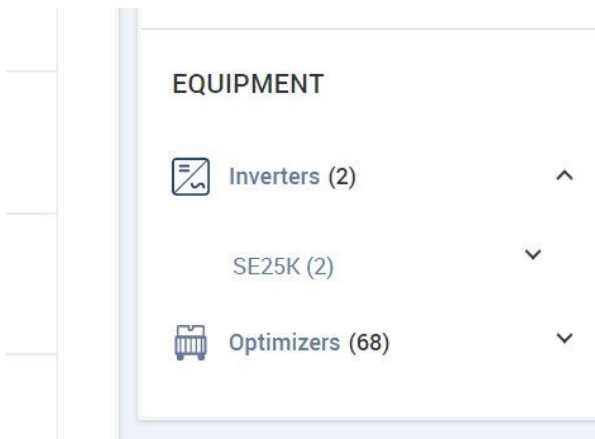 EQUIPMENT
Inverters (2)
SE25K (2)
Optimizers (68)